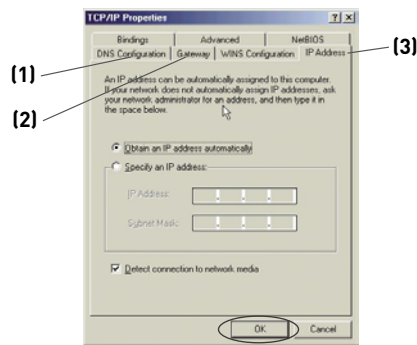 TCP/IP Properties
Bindings Advanced NetBIOS
DNS Configuration Gateway WINS Configuration IP Address
(1)
(2)
(3)
An IP address can be automatically assigned to this computer.
If your network does not automatically assign IP addresses, ask
your network administrator for an address, and then type it in
the space below.
Obtain an IP address automatically
Specify an IP address:
IP Address:
Subnet Mask:
Detect connection to network media
OK Cancel